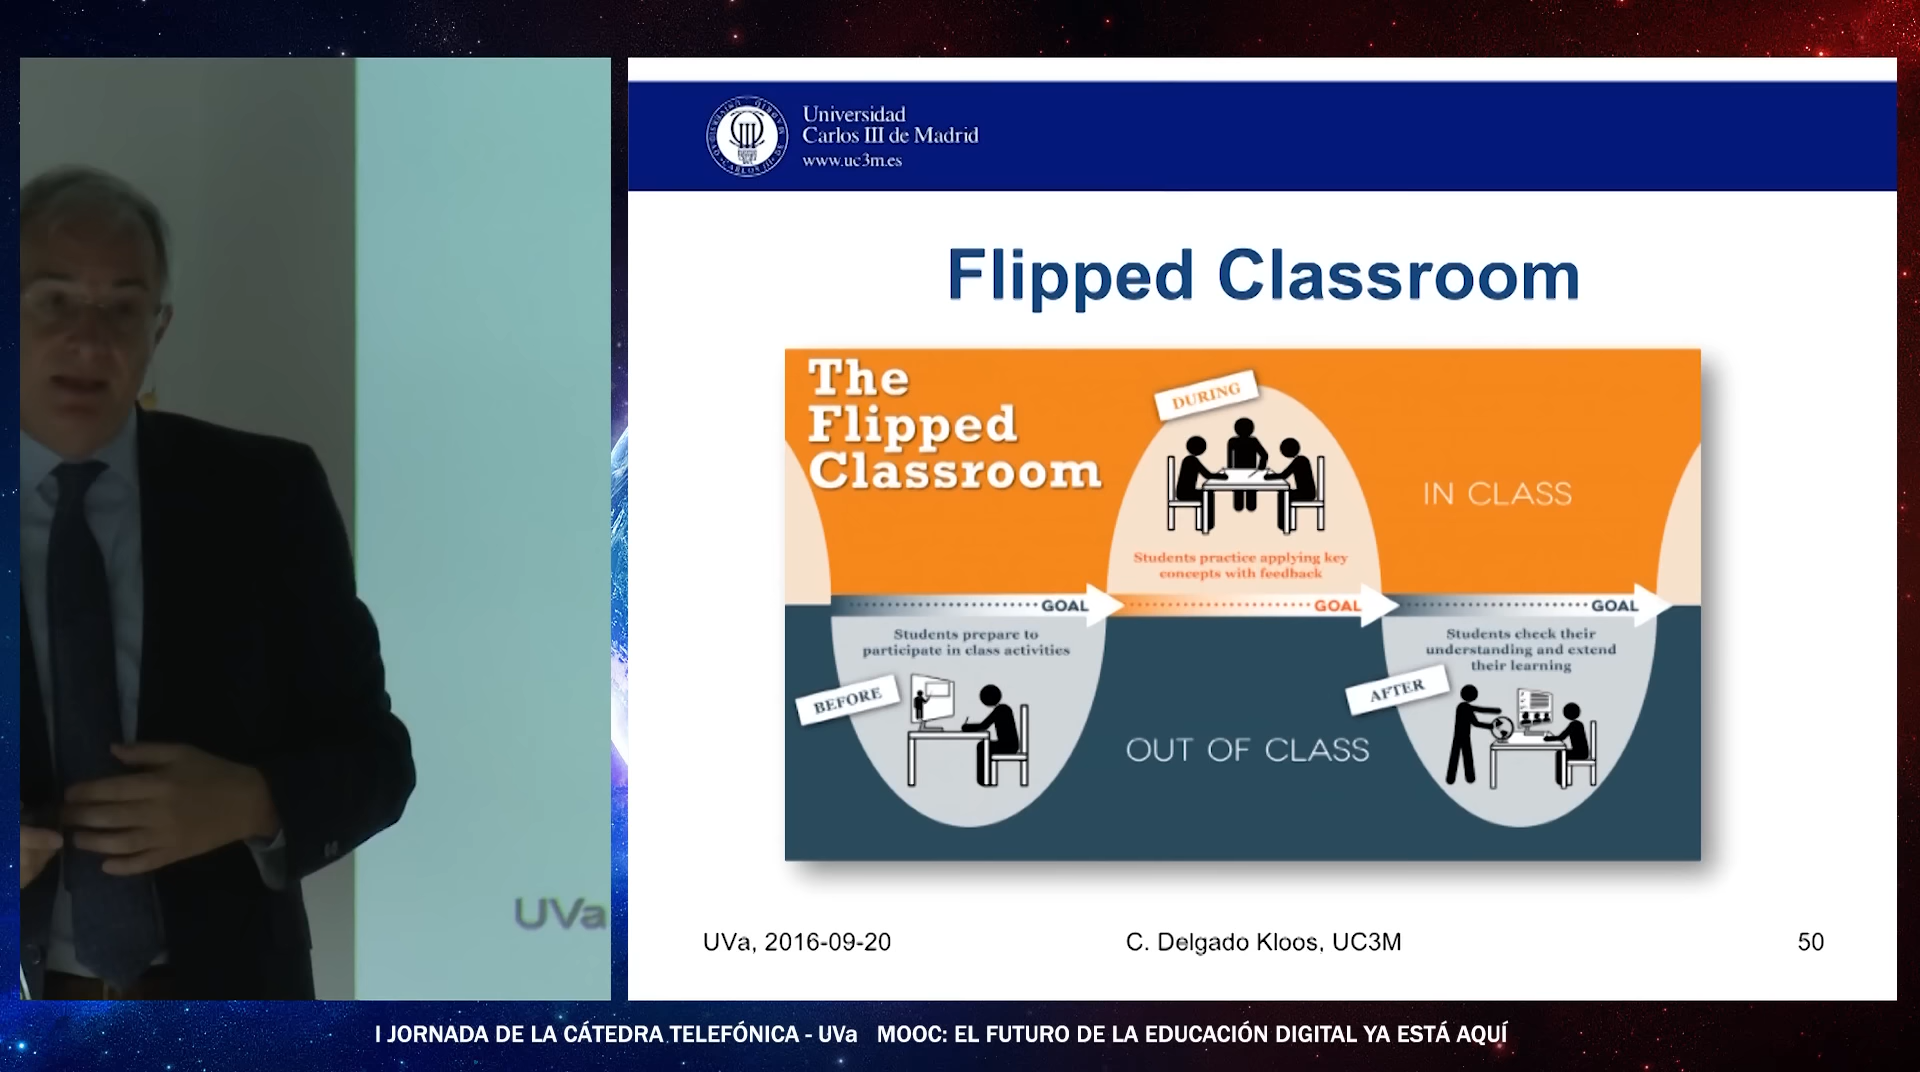 Universidad
Carlos III de Madrid
www.uc3m.es
Flipped Classroom
The
Flipped
Classroom
DURING
IN CLASS
Students practice applying key
concepts with feedback
GOAL
GOAL
GOAL
Students prepare to
participate in class activities
BEFORE
OUT OF CLASS
Students check their
understanding and extend
their learning
AFTER
UVa
UVa, 2016-09-20
C. Delgado Kloos, UC3M
50
I JORNADA DE LA CÁTEDRA TELEFÓNICA - UVa MOOC: EL FUTURO DE LA EDUCACIÓN DIGITAL YA ESTÁ AQUÍ